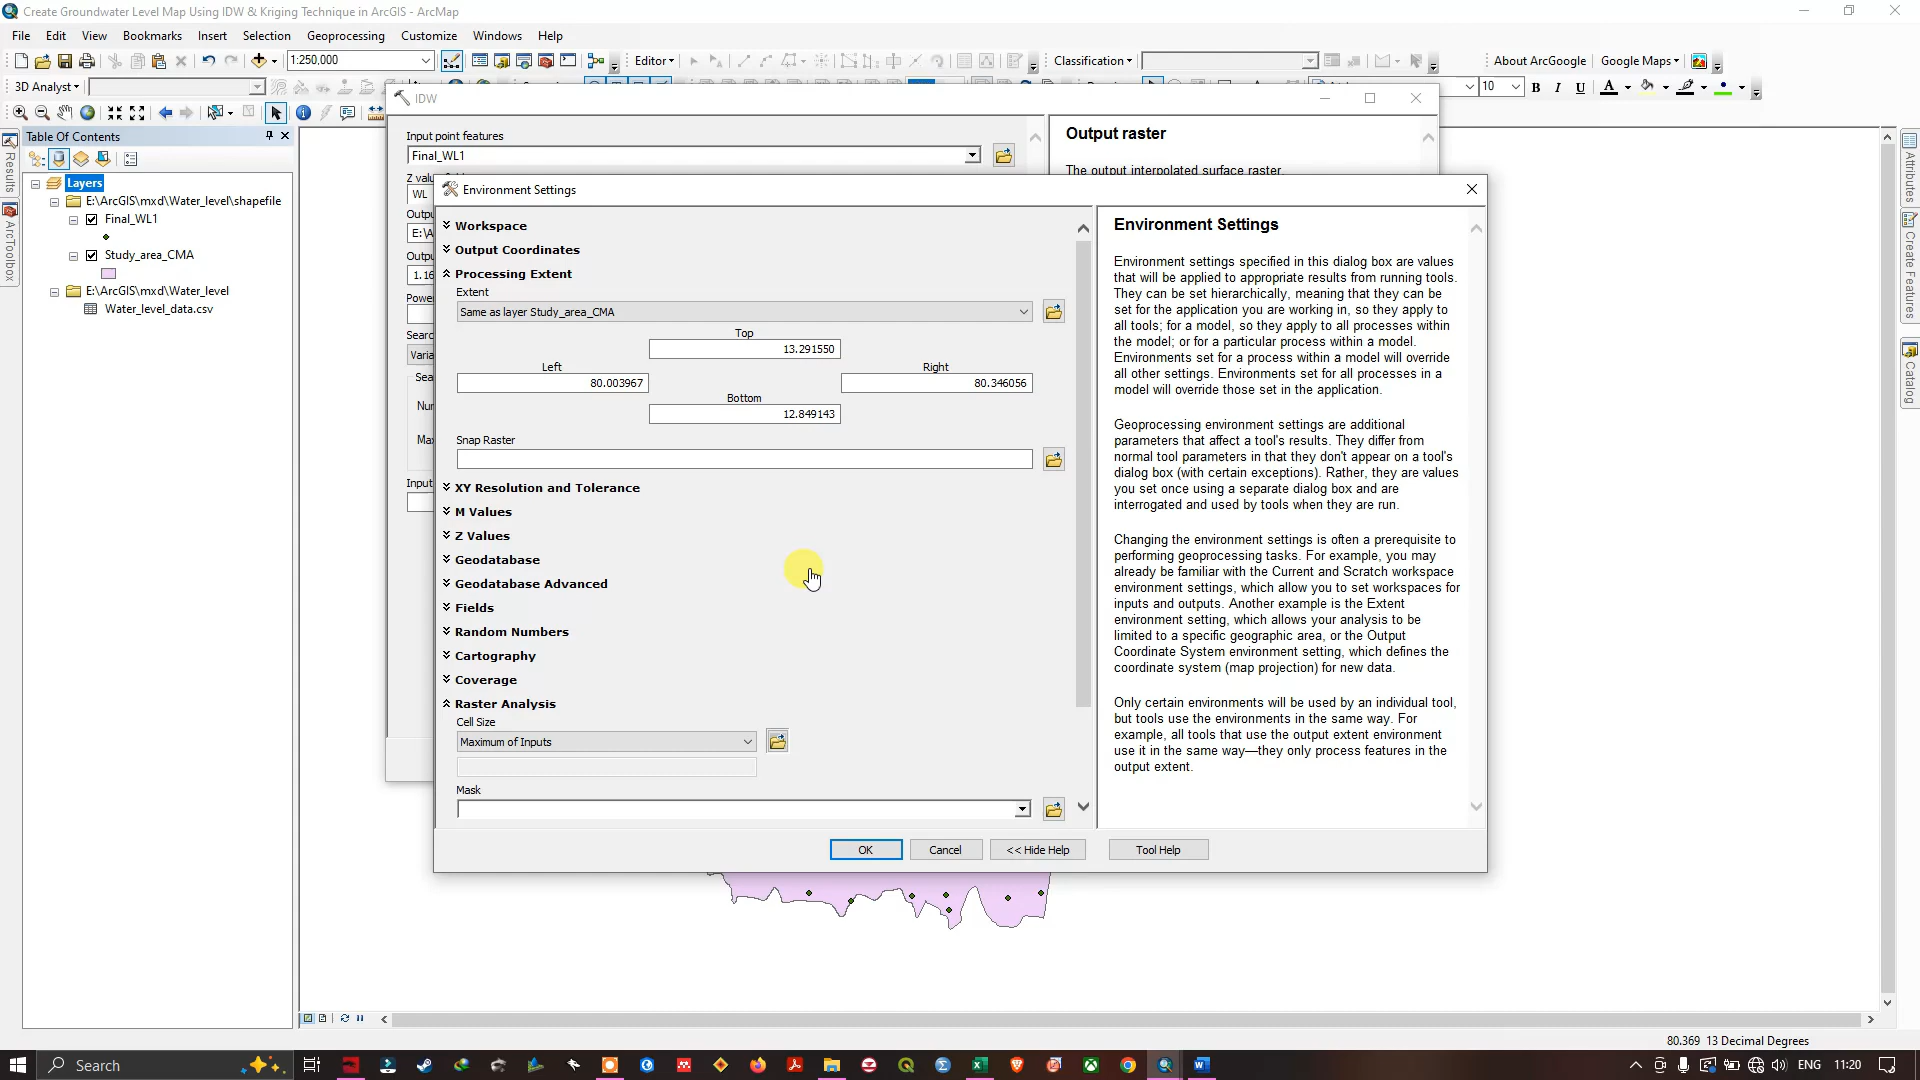 Create Groundwater Level Map Using IDW & Kriging Technique in ArcGIS - ArcMap
File Edit View Bookmarks Insert Selection Geoprocessing Customize Windows Help
1:250,000 Editor Classification About ArcGoogle Google Maps
3D Analyst 10 B I U A
IDW
Table Of Contents
Layers
E:\ArcGIS\mxd\Water_level\shapefile
Final_WL1
Study_area_CMA
E:\ArcGIS\mxd\Water_level
Water_level_data.csv
Results
ArcToolbox
Input point features
Final_WL1
WL
1.16
Power
Input
Output raster
The output interpolated surface raster.
Environment Settings
Workspace
Output Coordinates
Processing Extent
Extent
Same as layer Study_area_CMA
Top
13.291550
Left Right
80.003967 80.346056
Bottom
12.849143
Snap Raster
XY Resolution and Tolerance
M Values
Z Values
Geodatabase
Geodatabase Advanced
Fields
Random Numbers
Cartography
Coverage
Raster Analysis
Cell Size
Maximum of Inputs
Mask
OK Cancel << Hide Help Tool Help
Environment Settings
Environment settings specified in this dialog box are values
that will be applied to appropriate results from running tools.
They can be set hierarchically, meaning that they can be
set for the application you are working in, so they apply to
all tools; for a model, so they apply to all processes within
the model; or for a particular process within a model.
Environments set for a process within a model will override
all other settings. Environments set for all processes in a
model will override those set in the application.
Geoprocessing environment settings are additional
parameters that affect a tool's results. They differ from
normal tool parameters in that they don't appear on a tool's
dialog box (with certain exceptions). Rather, they are values
you set once using a separate dialog box and are
interrogated and used by tools when they are run.
Changing the environment settings is often a prerequisite to
performing geoprocessing tasks. For example, you may
already be familiar with the Current and Scratch workspace
environment settings, which allow you to set workspaces for
inputs and outputs. Another example is the Extent
environment setting, which allows your analysis to be
limited to a specific geographic area, or the Output
Coordinate System environment setting, which defines the
coordinate system (map projection) for new data.
Only certain environments will be used by an individual tool,
but tools use the environments in the same way. For
example, all tools that use the output extent environment
use it in the same way—they only process features in the
output extent.
Attributes
Create Features
Catalog
80.369 13 Decimal Degrees
Search
ENG 11:20